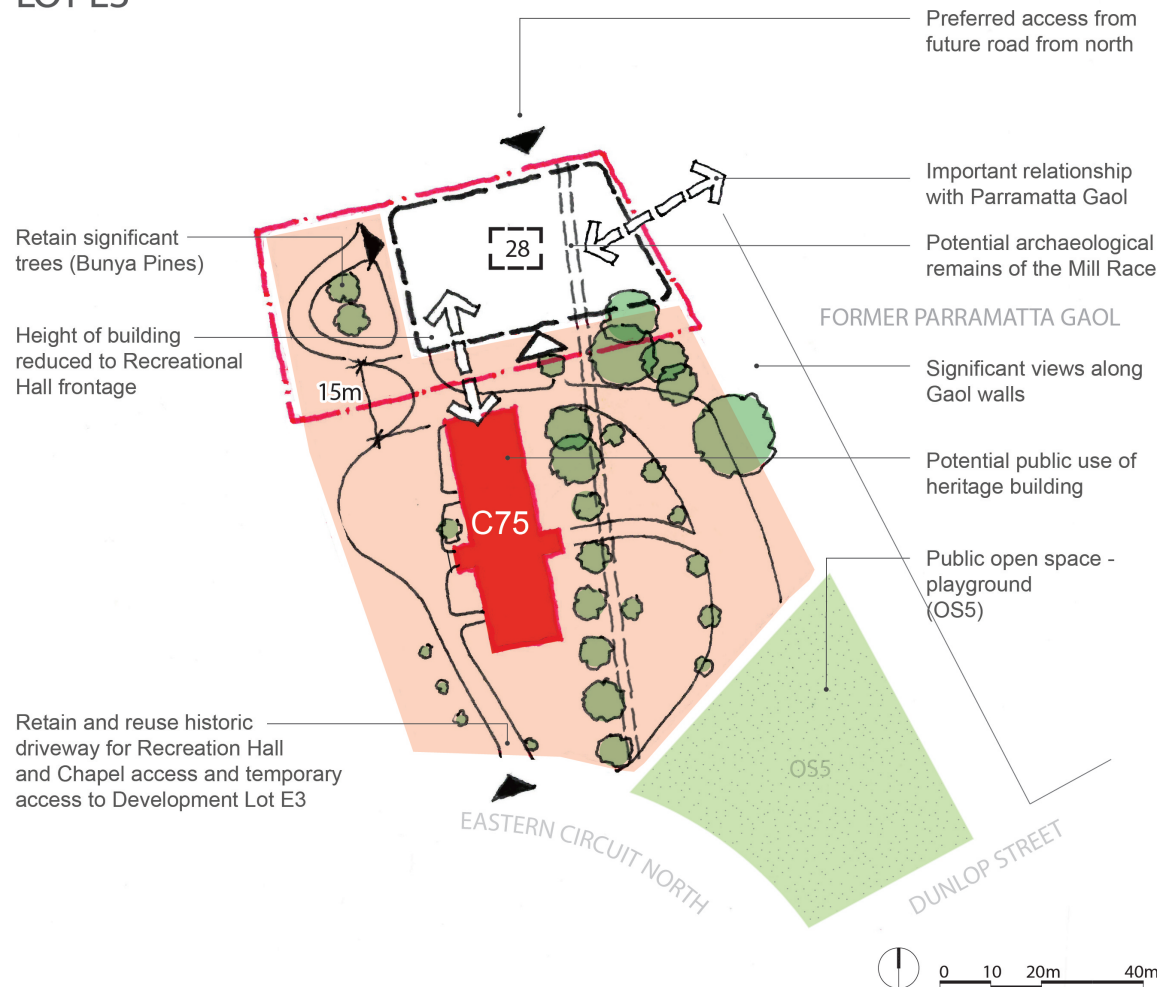 LOT E3
Preferred access from
future road from north
Important relationship
with Parramatta Gaol
Retain significant
trees (Bunya Pines)
28
Potential archaeological
remains of the Mill Race
FORMER PARRAMATTA GAOL
Height of building
reduced to Recreational
Hall frontage
15m
Significant views along
Gaol walls
Potential public use of
heritage building
C75
Public open space -
playground
(OS5)
Retain and reuse historic
driveway for Recreation Hall
and Chapel access and temporary
access to Development Lot E3
OS5
EASTERN CIRCUIT NORTH
DUNLOP STREET
0 10 20m 40m